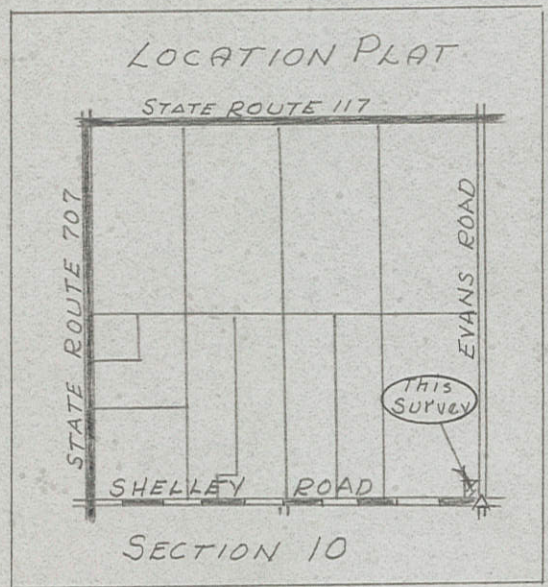 LOCATION PLAT
STATE ROUTE 117
STATE ROUTE 707
EVANS ROAD
This
Survey
SHELLEY ROAD
SECTION 10